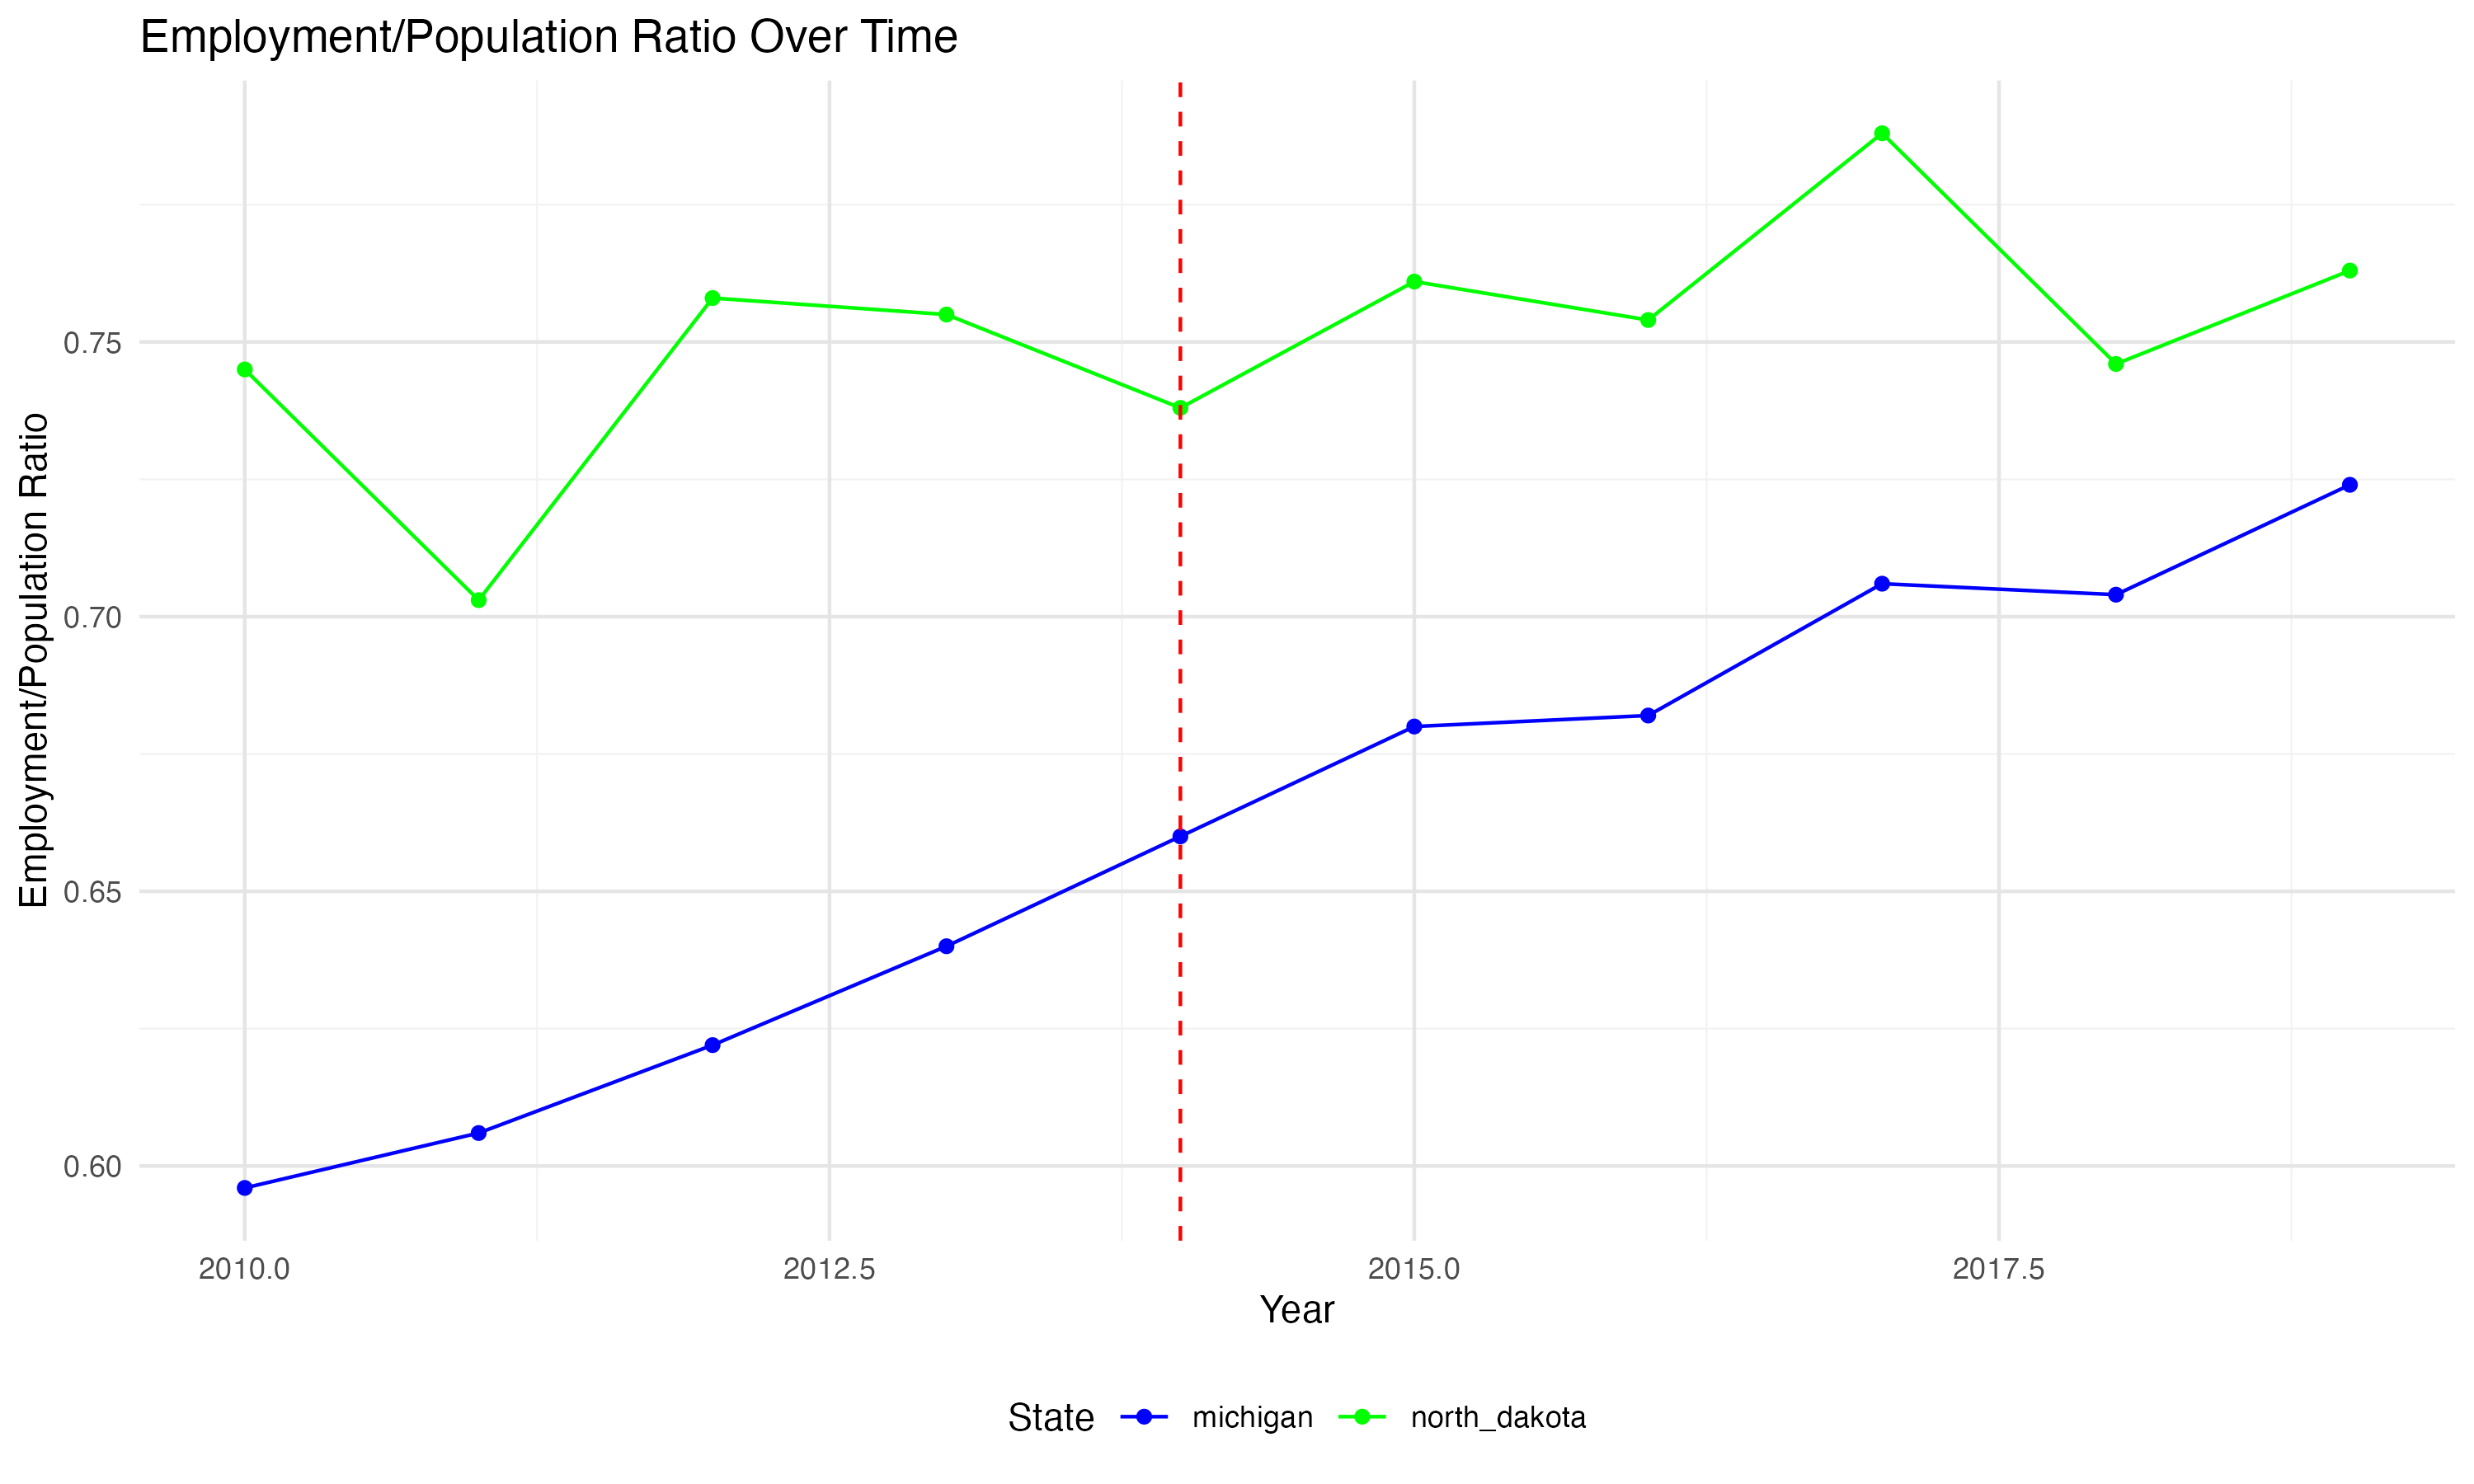 Employment/Population Ratio Over Time
Employment/Population Ratio
0.75
0.70
0.65
0.60
2010.0 2012.5 2015.0 2017.5
Year
State michigan north_dakota